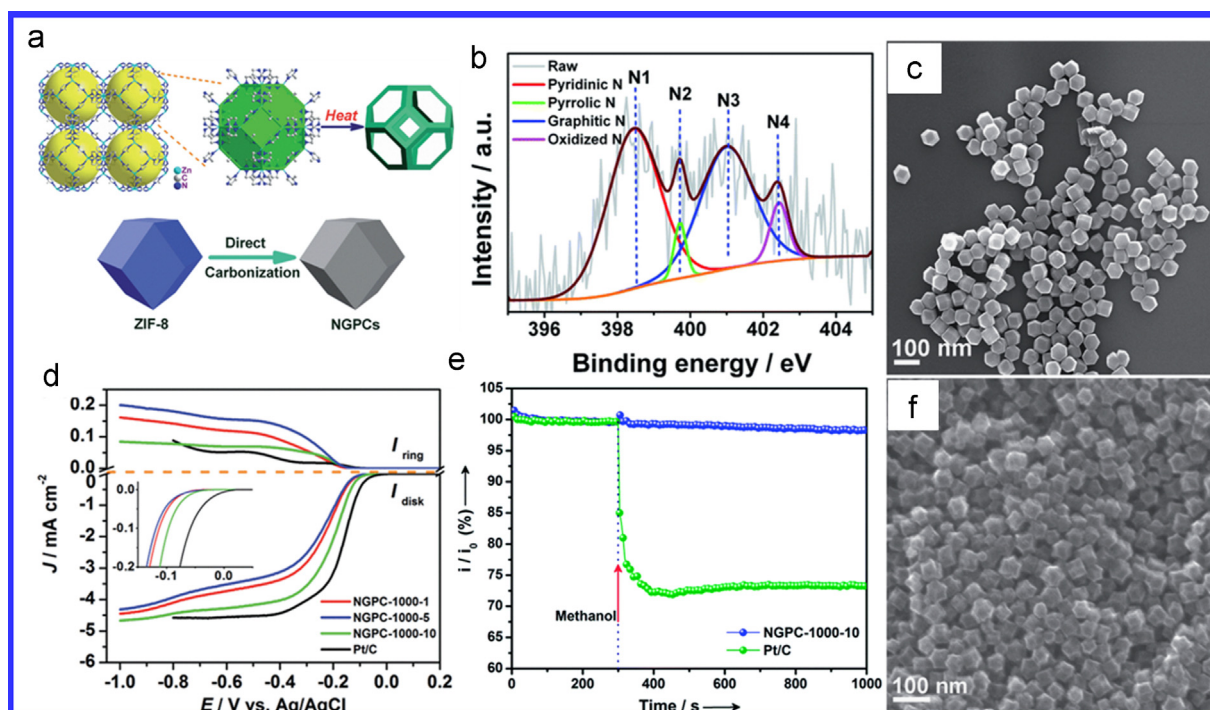 a
Zn
C
N
Heat
Direct
Carbonization
ZIF-8
NGPCs
b
Raw
Pyridinic N
Pyrrolic N
Graphitic N
Oxidized N
N1
N2
N3
N4
Intensity / a.u.
396 398 400 402 404
Binding energy / eV
c
100 nm
d
0.2
0.1
0.0
0
-1
-2
-3
-4
-5
-6
J / mA cm-2
I ring
I disk
0.0
-0.1
-0.2
-0.1 0.0
NGPC-1000-1
NGPC-1000-5
NGPC-1000-10
Pt/C
-1.0 -0.8 -0.6 -0.4 -0.2 0.0 0.2
E / V vs. Ag/AgCl
e
105
100
95
90
85
80
75
70
65
60
i / i0 (%)
Methanol
NGPC-1000-10
Pt/C
0 200 400 600 800 1000
Time / s
f
100 nm